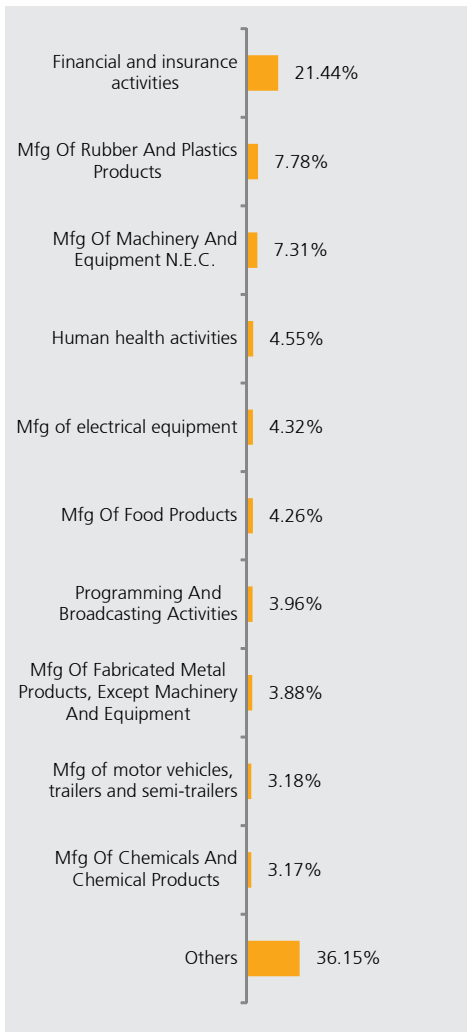 Financial and insurance
activities
21.44%
Mfg Of Rubber And Plastics
Products
7.78%
Mfg Of Machinery And
Equipment N.E.C.
7.31%
Human health activities
4.55%
Mfg of electrical equipment
4.32%
Mfg Of Food Products
4.26%
Programming And
Broadcasting Activities
3.96%
Mfg Of Fabricated Metal
Products, Except Machinery
And Equipment
3.88%
Mfg of motor vehicles,
trailers and semi-trailers
3.18%
Mfg Of Chemicals And
Chemical Products
3.17%
Others
36.15%